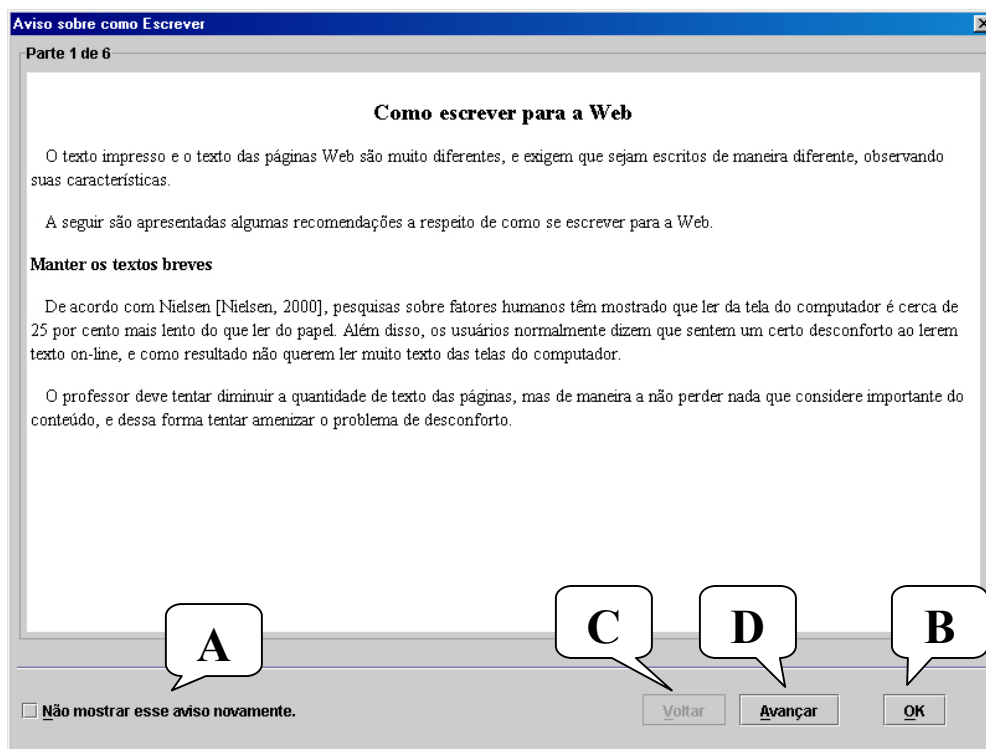 Aviso sobre como Escrever
Parte 1 de 6
Como escrever para a Web
O texto impresso e o texto das páginas Web são muito diferentes, e exigem que sejam escritos de maneira diferente, observando
suas características.
A seguir são apresentadas algumas recomendações a respeito de como se escrever para a Web.
Manter os textos breves
De acordo com Nielsen [Nielsen, 2000], pesquisas sobre fatores humanos têm mostrado que ler da tela do computador é cerca de
25 por cento mais lento do que ler do papel. Além disso, os usuários normalmente dizem que sentem um certo desconforto ao lerem
texto on-line, e como resultado não querem ler muito texto das telas do computador.
O professor deve tentar diminuir a quantidade de texto das páginas, mas de maneira a não perder nada que considere importante do
conteúdo, e dessa forma tentar amenizar o problema de desconforto.
A C D B
Não mostrar esse aviso novamente. Voltar Avançar OK